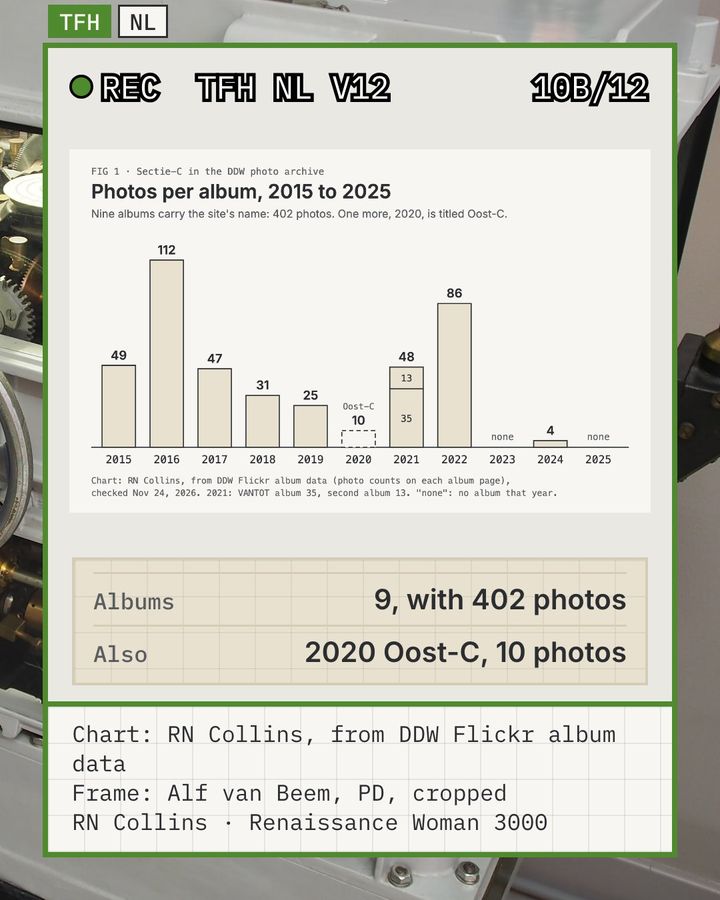 TFH NL
REC TFH NL V12 10B/12
FIG 1 · Sectie-C in the DDW photo archive
Photos per album, 2015 to 2025
Nine albums carry the site's name: 402 photos. One more, 2020, is titled Oost-C.
112
86
49
47
48
13
31
25
Oost-C
10
35
none
4
none
2015 2016 2017 2018 2019 2020 2021 2022 2023 2024 2025
Chart: RN Collins, from DDW Flickr album data (photo counts on each album page),
checked Nov 24, 2026. 2021: VANTOT album 35, second album 13. "none": no album that year.
Albums 9, with 402 photos
Also 2020 Oost-C, 10 photos
Chart: RN Collins, from DDW Flickr album
data
Frame: Alf van Beem, PD, cropped
RN Collins · Renaissance Woman 3000